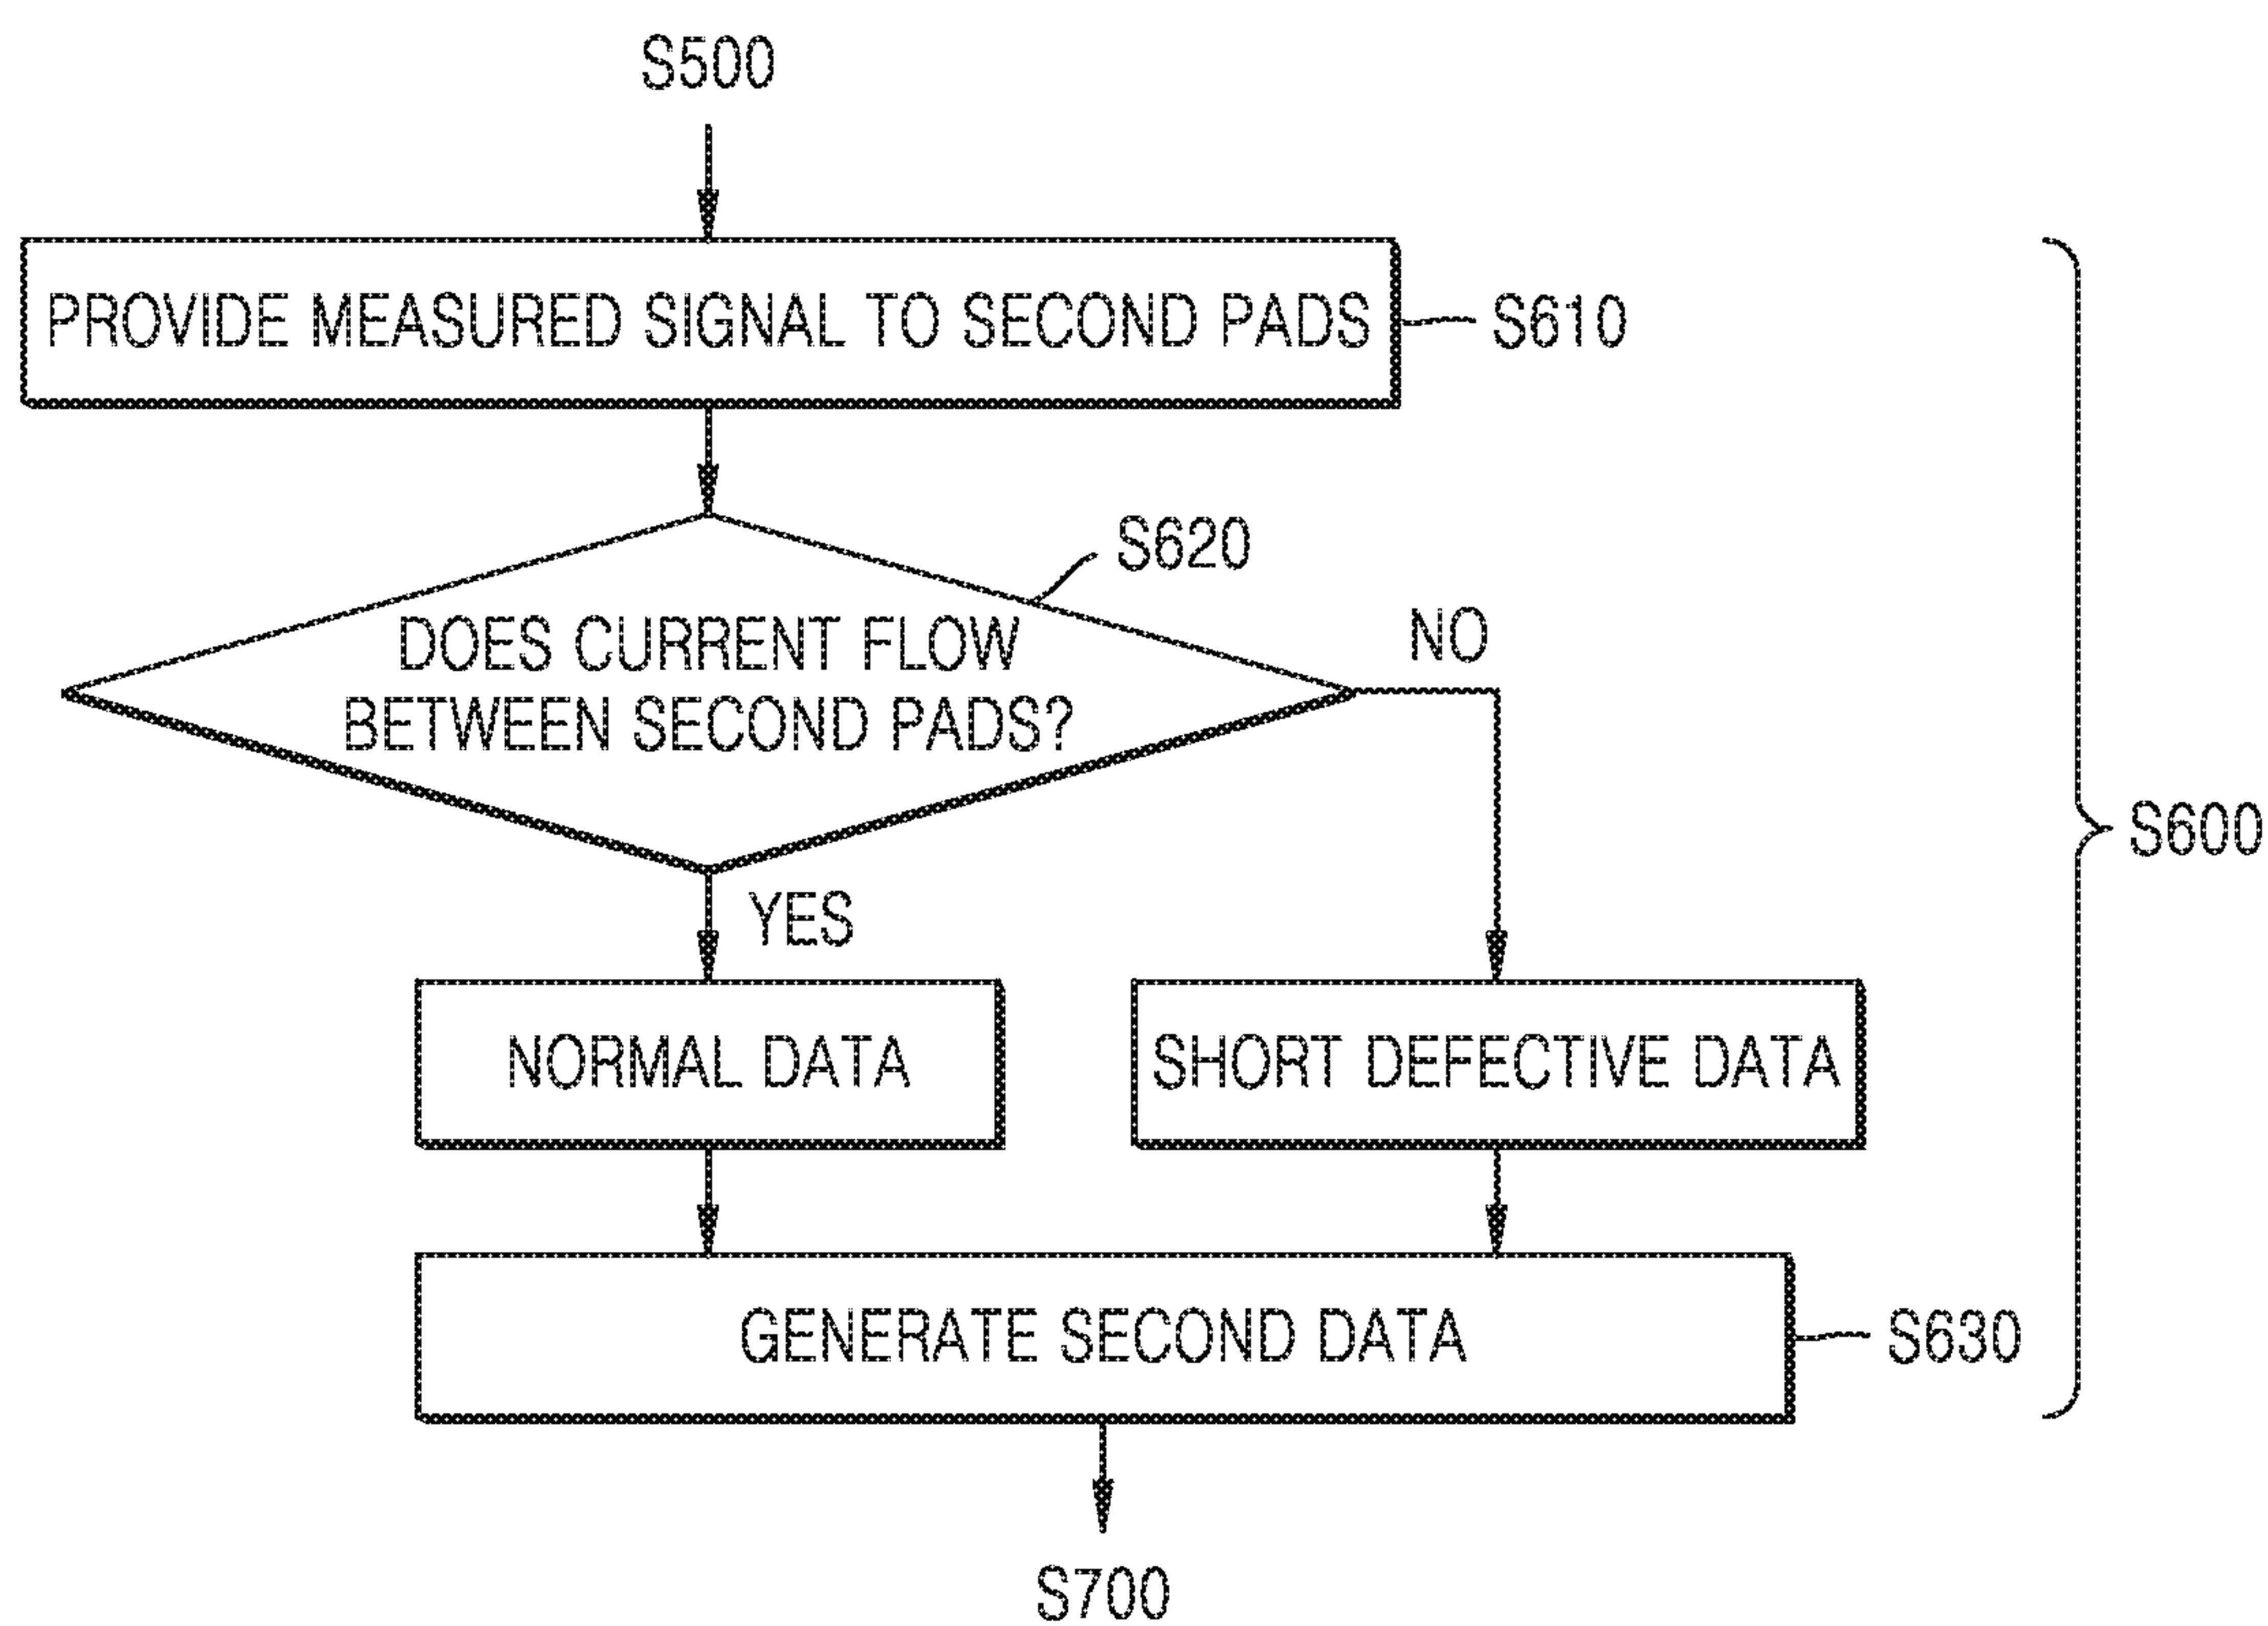 S500
PROVIDE MEASURED SIGNAL TO SECOND PADS
S610
S620
DOES CURRENT FLOW
BETWEEN SECOND PADS?
NO
S600
YES
NORMAL DATA
SHORT DEFECTIVE DATA
GENERATE SECOND DATA
S630
S700